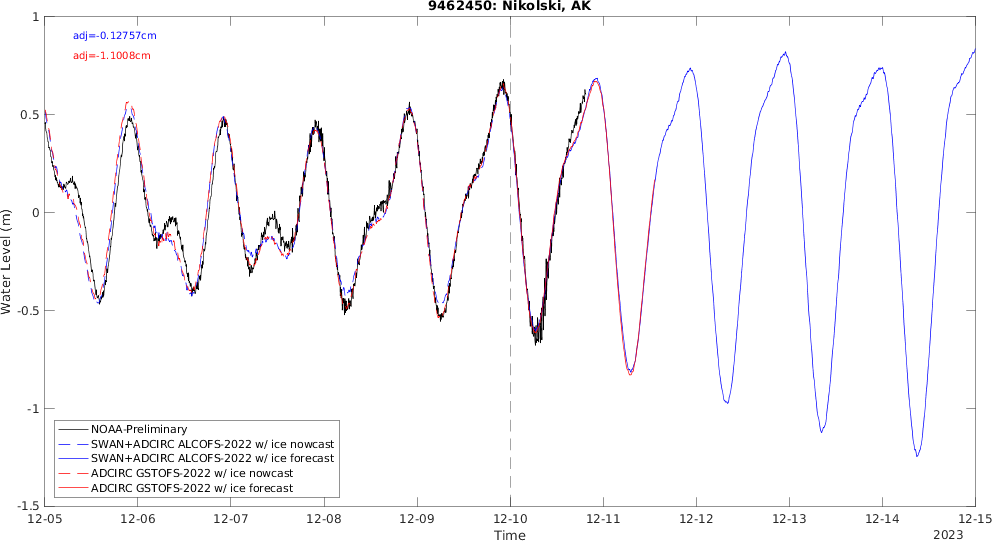 9462450: Nikolski, AK
adj=-0.12757cm
adj=-1.1008cm
1
0.5
0
-0.5
-1
-1.5
Water Level (m)
NOAA-Preliminary
SWAN+ADCIRC ALCOFS-2022 w/ ice nowcast
SWAN+ADCIRC ALCOFS-2022 w/ ice forecast
ADCIRC GSTOFS-2022 w/ ice nowcast
ADCIRC GSTOFS-2022 w/ ice forecast
12-05 12-06 12-07 12-08 12-09 12-10 12-11 12-12 12-13 12-14 12-15
Time
2023